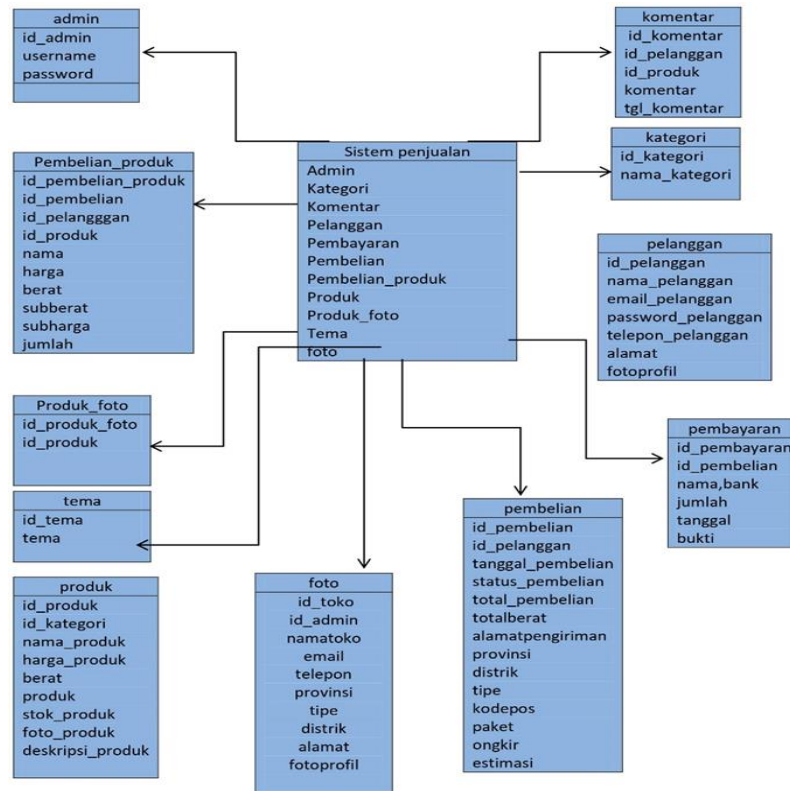 admin
id_admin
username
password
komentar
id_komentar
id_pelanggan
id_produk
komentar
tgl_komentar
kategori
id_kategori
nama_kategori
Sistem penjualan
Admin
Kategori
Komentar
Pelanggan
Pembayaran
Pembelian
Pembelian_produk
Produk
Produk_foto
Tema
foto
Pembelian_produk
id_pembelian_produk
id_pembelian
id_pelangggan
id_produk
nama
harga
berat
subberat
subharga
jumlah
pelanggan
id_pelanggan
nama_pelanggan
email_pelanggan
password_pelanggan
telepon_pelanggan
alamat
fotoprofil
Produk_foto
id_produk_foto
id_produk
pembayaran
id_pembayaran
id_pembelian
nama,bank
jumlah
tanggal
bukti
tema
id_tema
tema
pembelian
id_pembelian
id_pelanggan
tanggal_pembelian
status_pembelian
total_pembelian
totalberat
alamatpengiriman
provinsi
distrik
tipe
kodepos
paket
ongkir
estimasi
produk
id_produk
id_kategori
nama_produk
harga_produk
berat
produk
stok_produk
foto_produk
deskripsi_produk
foto
id_toko
id_admin
namatoko
email
telepon
provinsi
tipe
distrik
alamat
fotoprofil